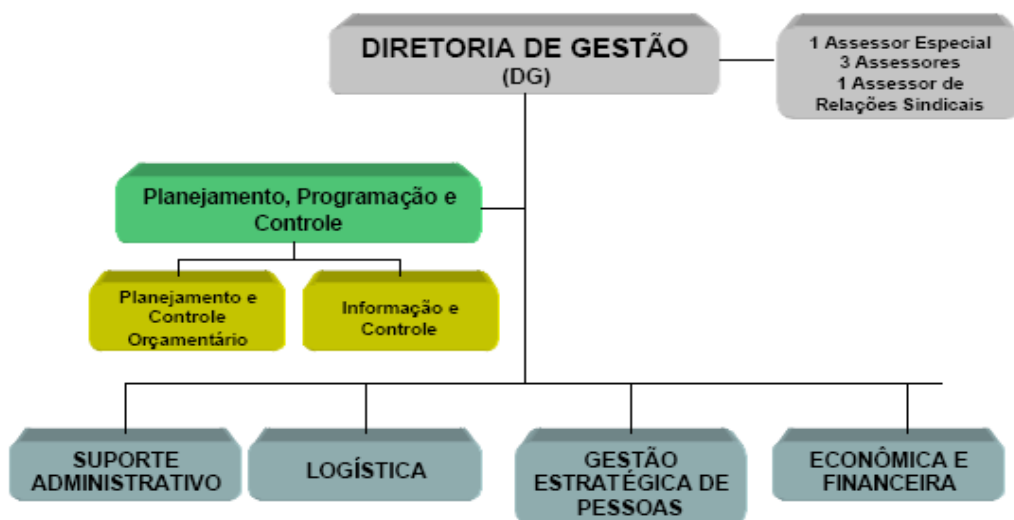 DIRETORIA DE GESTÃO
(DG)
1 Assessor Especial
3 Assessores
1 Assessor de
Relações Sindicais
Planejamento, Programação e
Controle
Planejamento e
Controle
Orçamentário
Informação e
Controle
SUPORTE
ADMINISTRATIVO
LOGÍSTICA
GESTÃO
ESTRATÉGICA DE
PESSOAS
ECONÔMICA E
FINANCEIRA